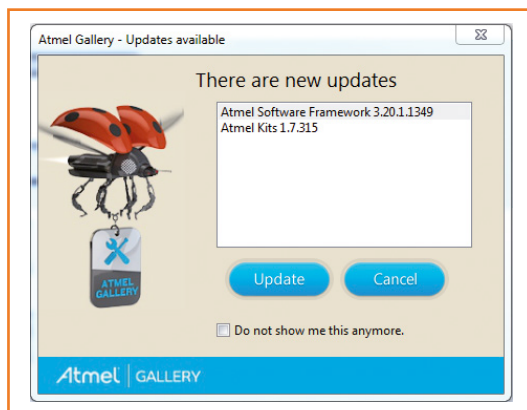 Atmel Gallery - Updates available
There are new updates
Atmel Software Framework 3.20.1.1349
Atmel Kits 1.7.315
ATMEL
GALLERY
Update Cancel
Do not show me this anymore.
Atmel GALLERY